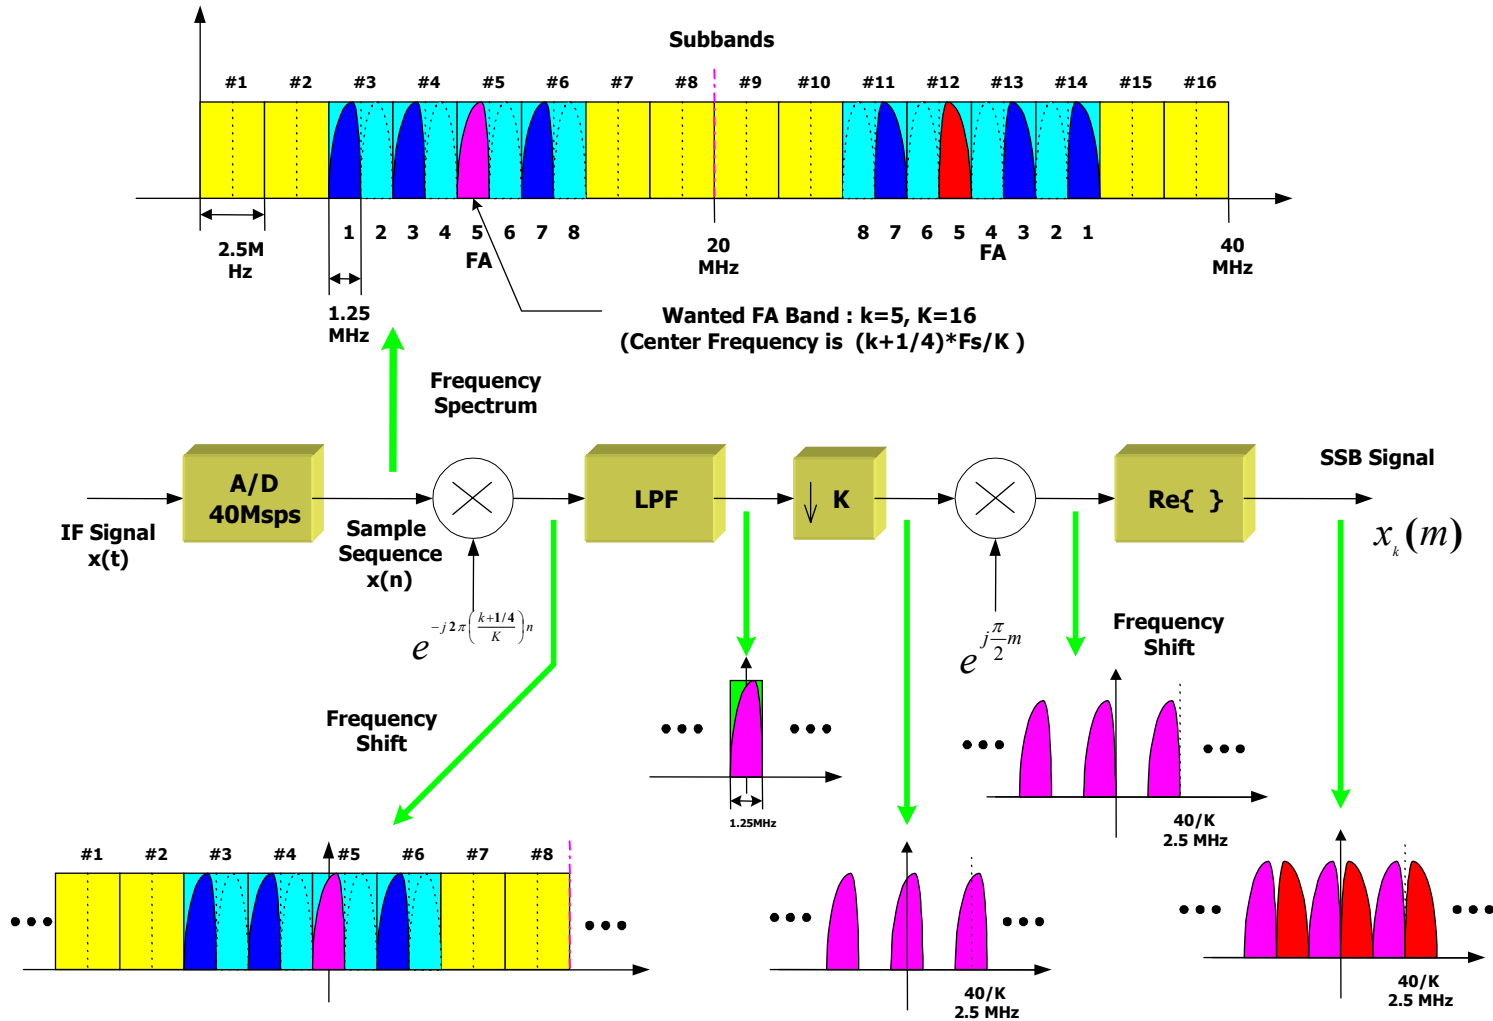 Subbands
#1 #2 #3 #4 #5 #6 #7 #8 #9 #10 #11 #12 #13 #14 #15 #16
1 2 3 4 5 6 7 8 8 7 6 5 4 3 2 1
FA FA
2.5M
Hz
20
MHz
40
MHz
1.25
MHz
Wanted FA Band : k=5, K=16
(Center Frequency is (k+1/4)*Fs/K )
Frequency
Spectrum
IF Signal
x(t)
A/D
40Msps
Sample
Sequence
x(n)
e^{-j2π((k+1/4)/K)n}
LPF
↓ K
e^{j(π/2)m}
Re{ }
SSB Signal
x_k(m)
Frequency
Shift
Frequency
Shift
1.25MHz
40/K
2.5 MHz
#1 #2 #3 #4 #5 #6 #7 #8
40/K
2.5 MHz
40/K
2.5 MHz